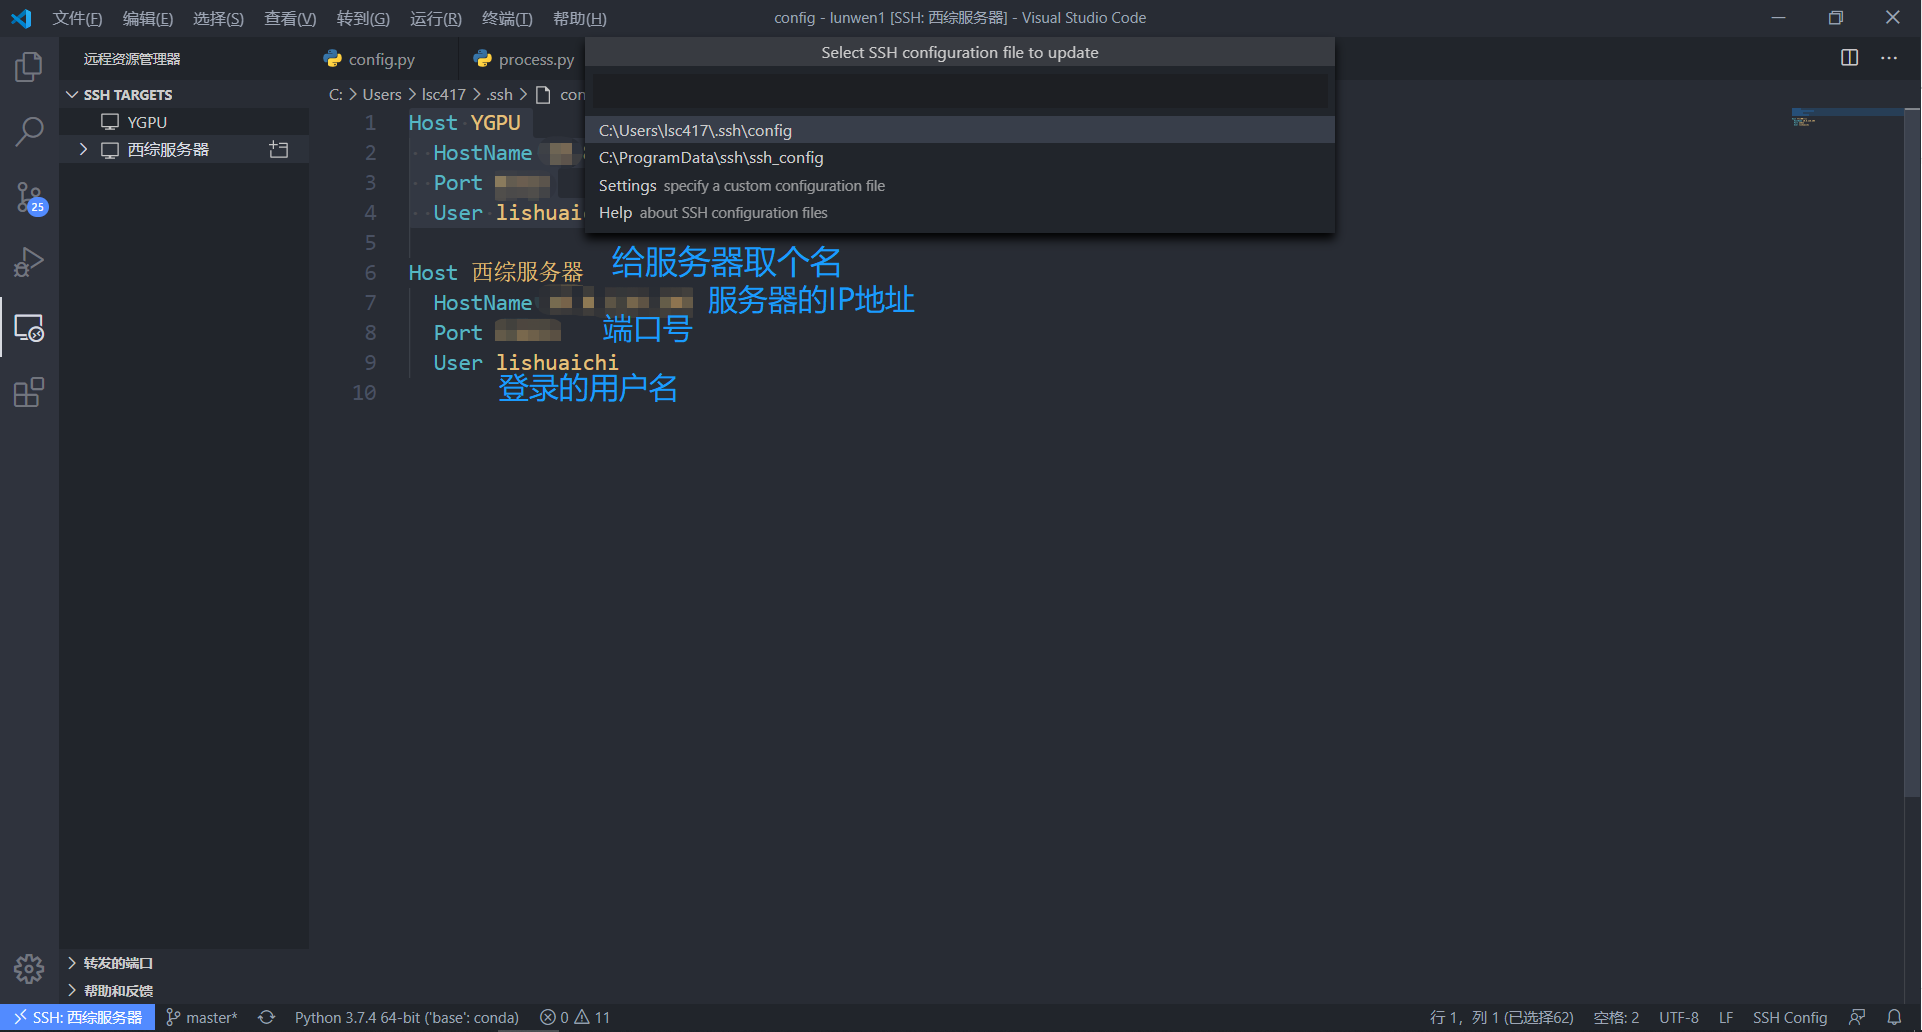 文件(F) 编辑(E) 选择(S) 查看(V) 转到(G) 运行(R) 终端(T) 帮助(H)
config - lunwen1 [SSH: 西综服务器] - Visual Studio Code
远程资源管理器
config.py
process.py
Select SSH configuration file to update
SSH TARGETS
YGPU
西综服务器
25
C: > Users > lsc417 > .ssh >
C:\Users\lsc417\.ssh\config
C:\ProgramData\ssh\ssh_config
Settings specify a custom configuration file
Help about SSH configuration files
1 Host YGPU
2 HostName
3 Port
4 User
5
6 Host 西综服务器 给服务器取个名
7 HostName 服务器的IP地址
8 Port 端口号
9 User lishuaichi
10 登录的用户名
转发的端口
帮助和反馈
SSH: 西综服务器 master* Python 3.7.4 64-bit ('base': conda) 0 11
行 1, 列 1 (已选择62) 空格: 2 UTF-8 LF SSH Config